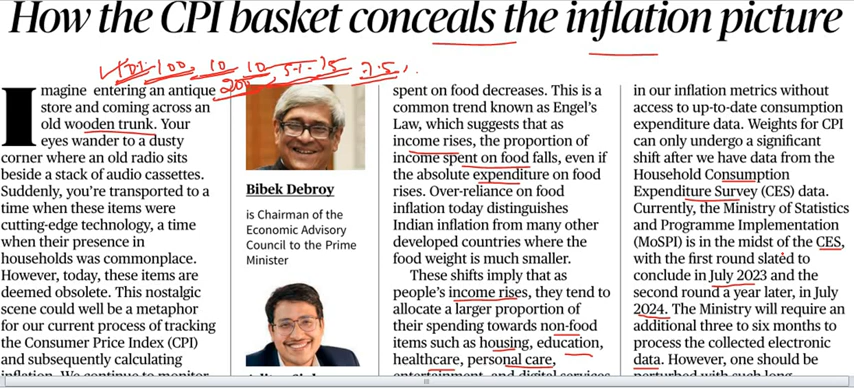 How the CPI basket conceals the inflation picture
Imagine entering an antique
store and coming across an
old wooden trunk. Your
eyes wander to a dusty
corner where an old radio sits
beside a stack of audio cassettes.
Suddenly, you're transported to a
time when these items were
cutting-edge technology, a time
when their presence in
households was commonplace.
However, today, these items are
deemed obsolete. This nostalgic
scene could well be a metaphor
for our current process of tracking
the Consumer Price Index (CPI)
and subsequently calculating
inflation. We continue to monitor
Bibek Debroy
is Chairman of the
Economic Advisory
Council to the Prime
Minister
spent on food decreases. This is a
common trend known as Engel's
Law, which suggests that as
income rises, the proportion of
income spent on food falls, even if
the absolute expenditure on food
rises. Over-reliance on food
inflation today distinguishes
Indian inflation from many other
developed countries where the
food weight is much smaller.
These shifts imply that as
people's income rises, they tend to
allocate a larger proportion of
their spending towards non-food
items such as housing, education,
healthcare, personal care,
entertainment, and digital services
in our inflation metrics without
access to up-to-date consumption
expenditure data. Weights for CPI
can only undergo a significant
shift after we have data from the
Household Consumption
Expenditure Survey (CES) data.
Currently, the Ministry of Statistics
and Programme Implementation
(MoSPI) is in the midst of the CES,
with the first round slated to
conclude in July 2023 and the
second round a year later, in July
2024. The Ministry will require an
additional three to six months to
process the collected electronic
data. However, one should be
perturbed with such long